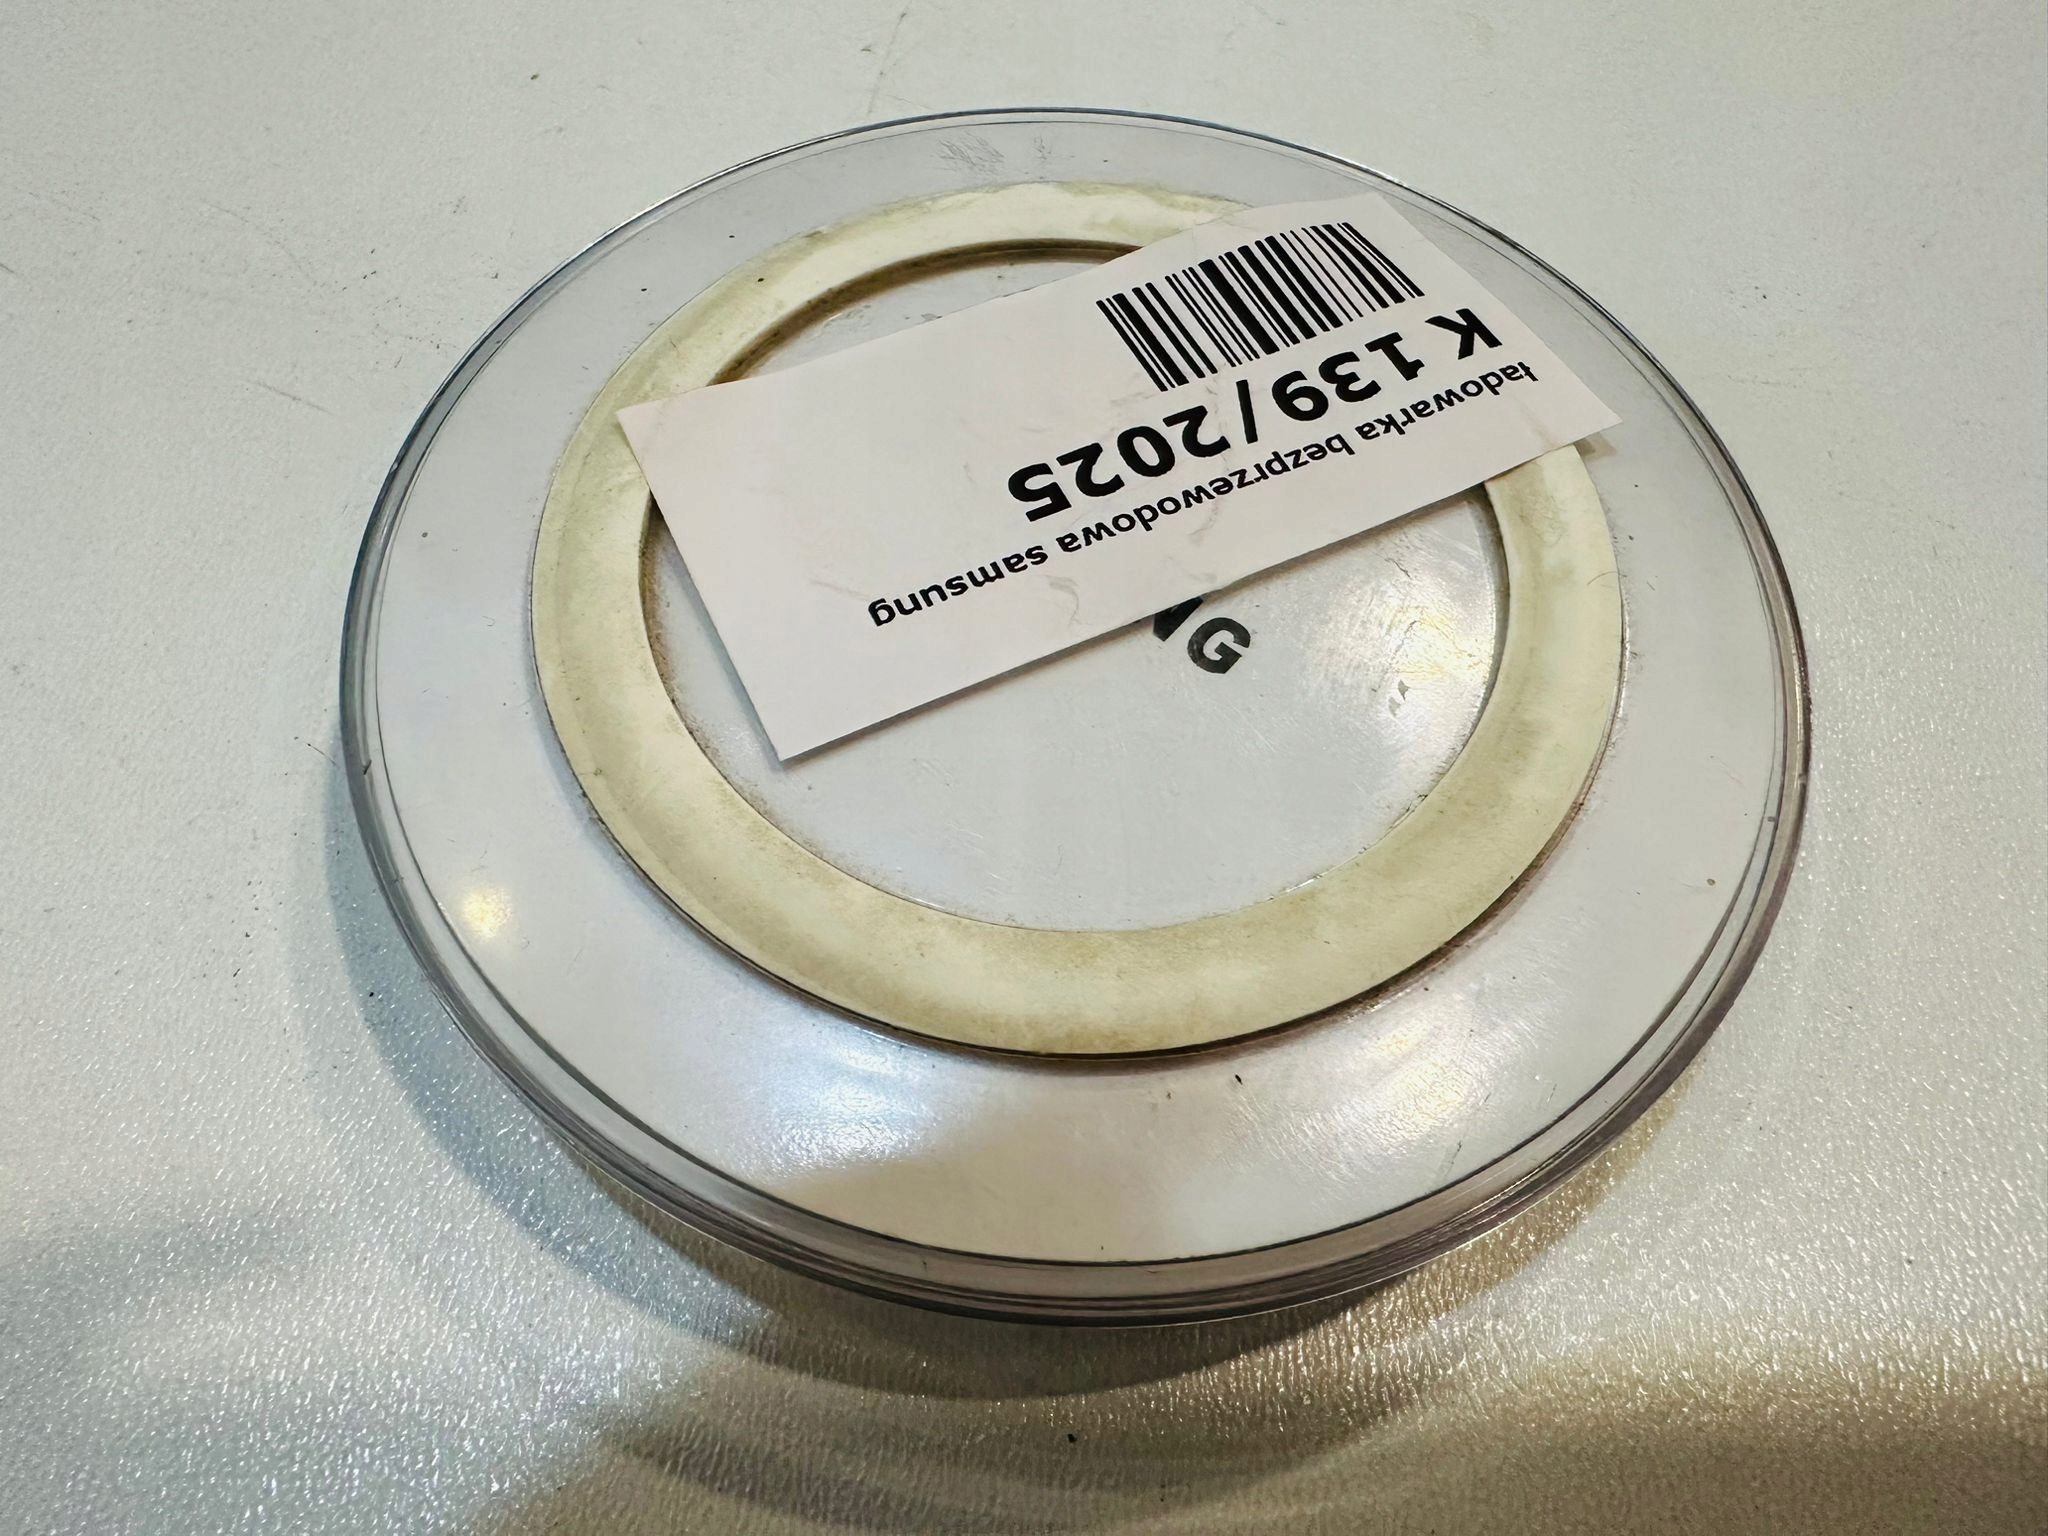 K 139/2025
ładowarka bezprzewodowa samsung
G